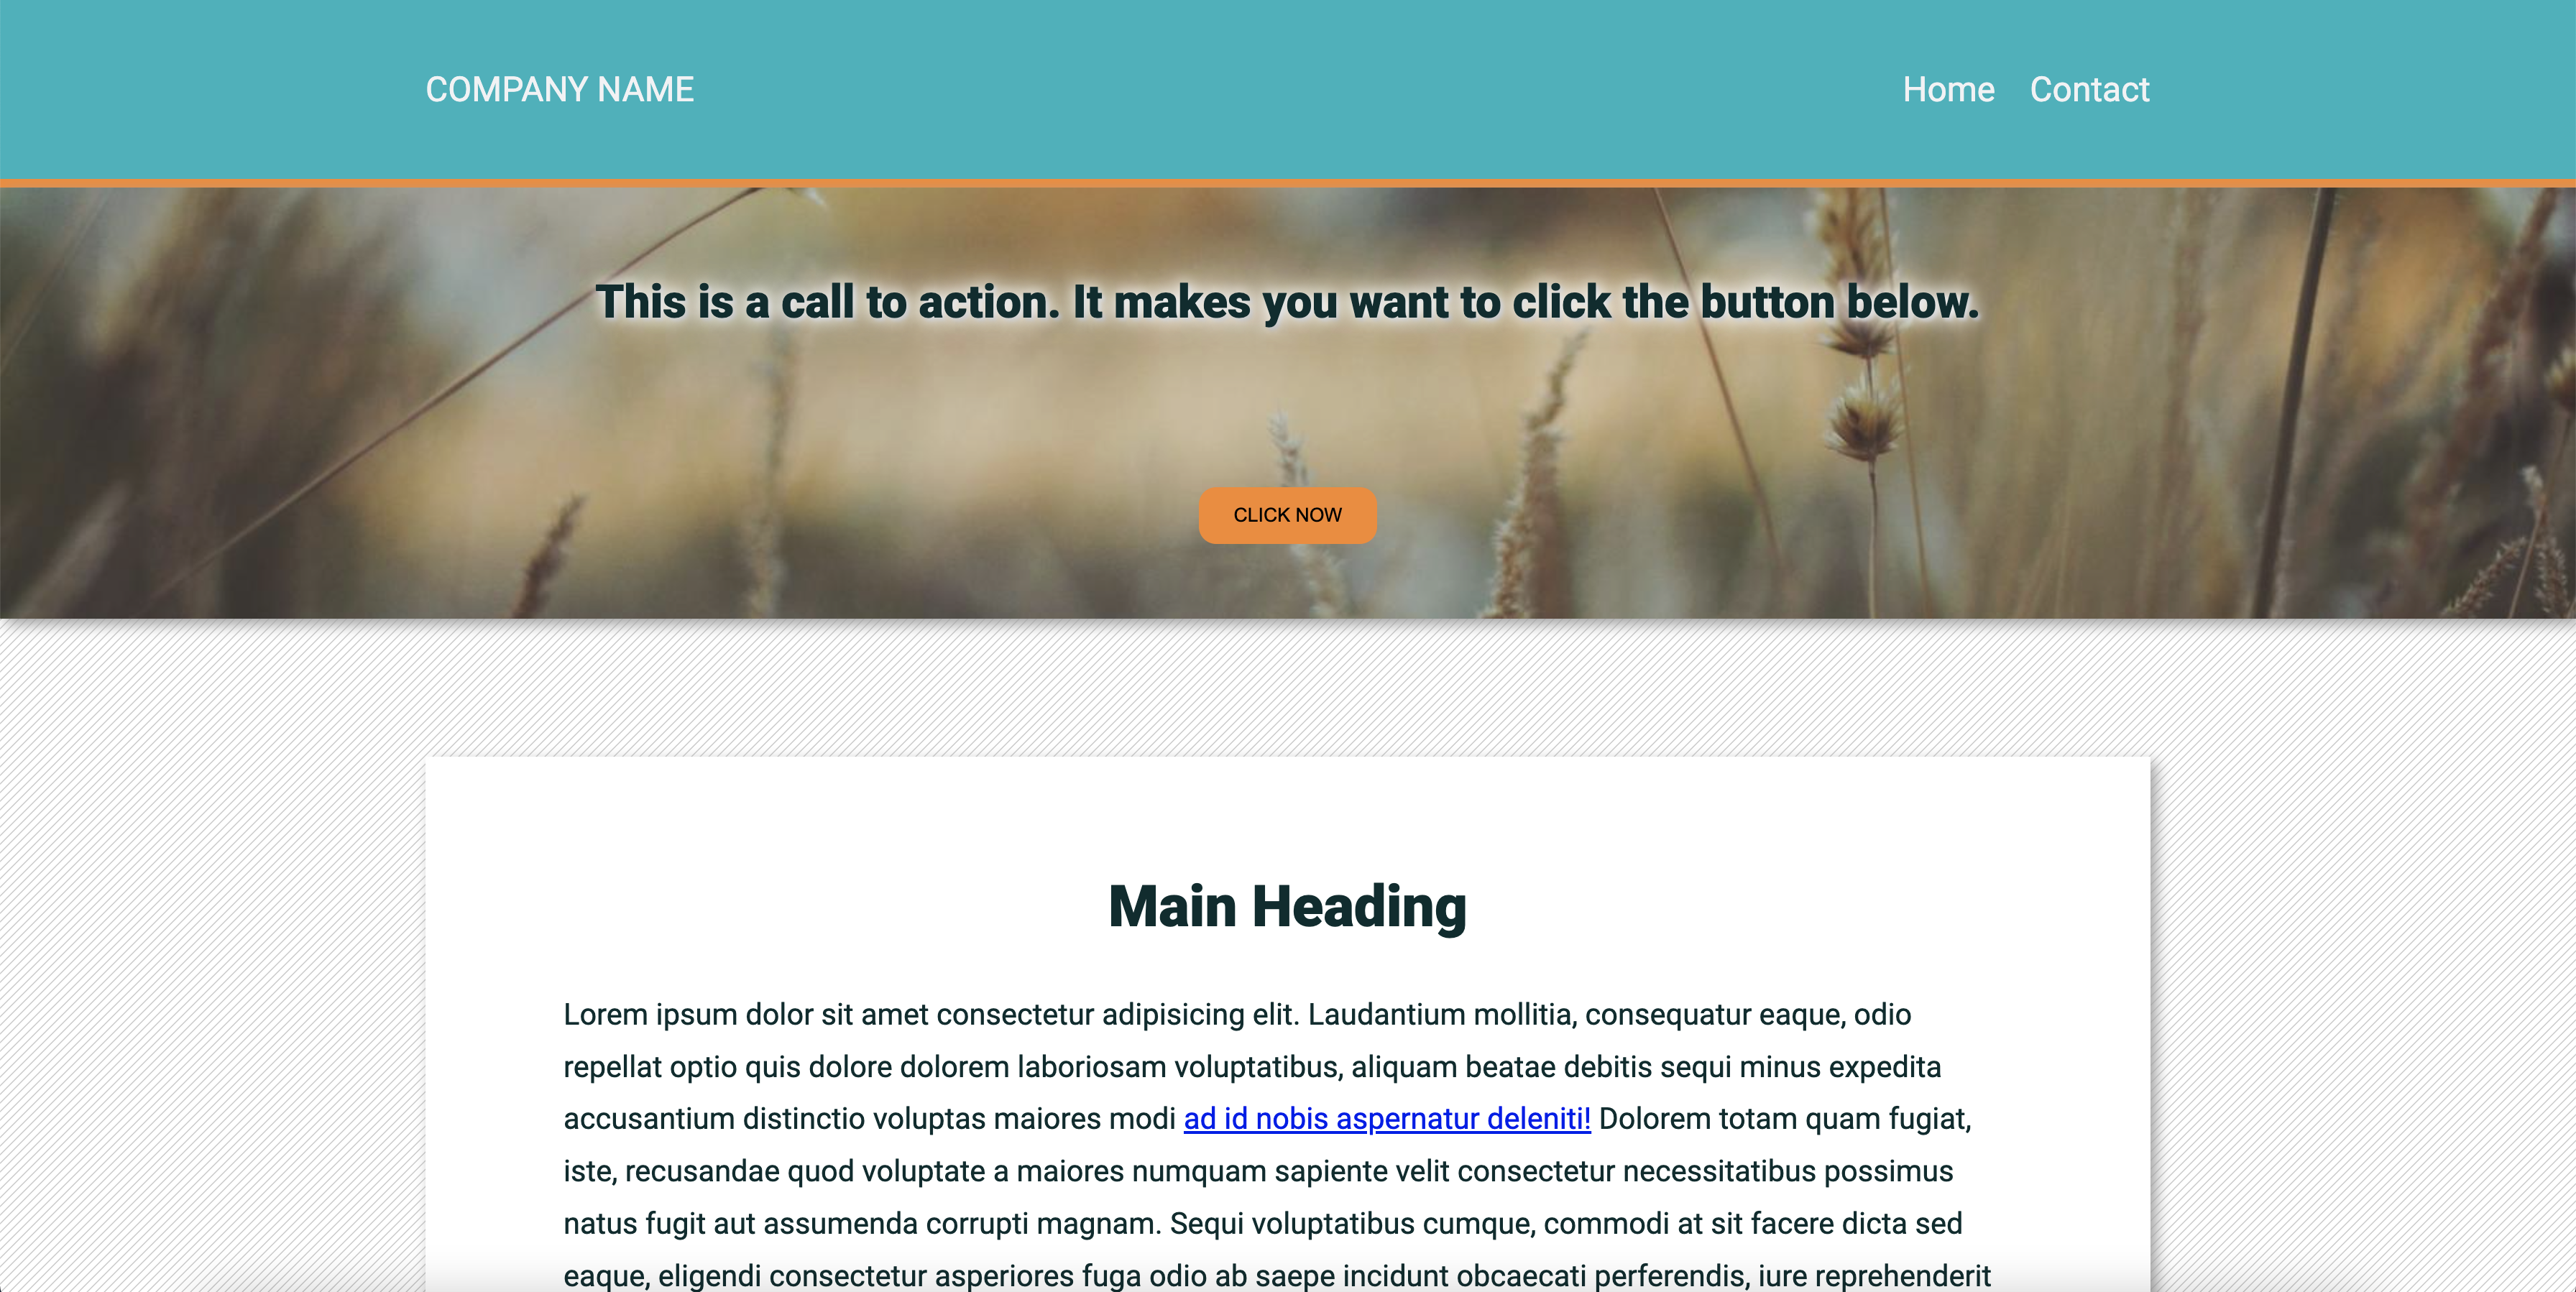 COMPANY NAME
Home Contact
This is a call to action. It makes you want to click the button below.
CLICK NOW
Main Heading
Lorem ipsum dolor sit amet consectetur adipisicing elit. Laudantium mollitia, consequatur eaque, odio
repellat optio quis dolore dolorem laboriosam voluptatibus, aliquam beatae debitis sequi minus expedita
accusantium distinctio voluptas maiores modi ad id nobis aspernatur deleniti! Dolorem totam quam fugiat,
iste, recusandae quod voluptate a maiores numquam sapiente velit consectetur necessitatibus possimus
natus fugit aut assumenda corrupti magnam. Sequi voluptatibus cumque, commodi at sit facere dicta sed
eaque, eligendi consectetur asperiores fuga odio ab saepe incidunt obcaecati perferendis, iure reprehenderit